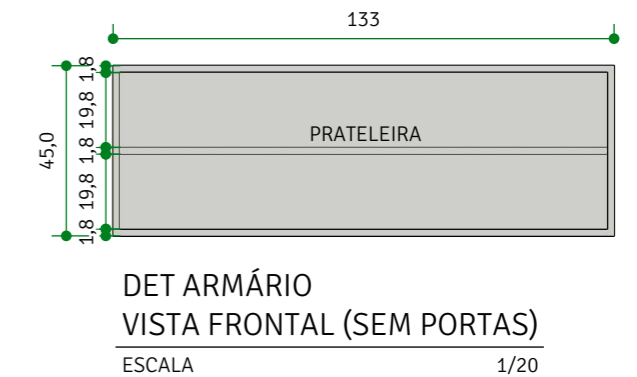 133
1,8
19,8
1,8
19,8
1,8
45,0
PRATELEIRA
DET ARMÁRIO
VISTA FRONTAL (SEM PORTAS)
ESCALA 1/20